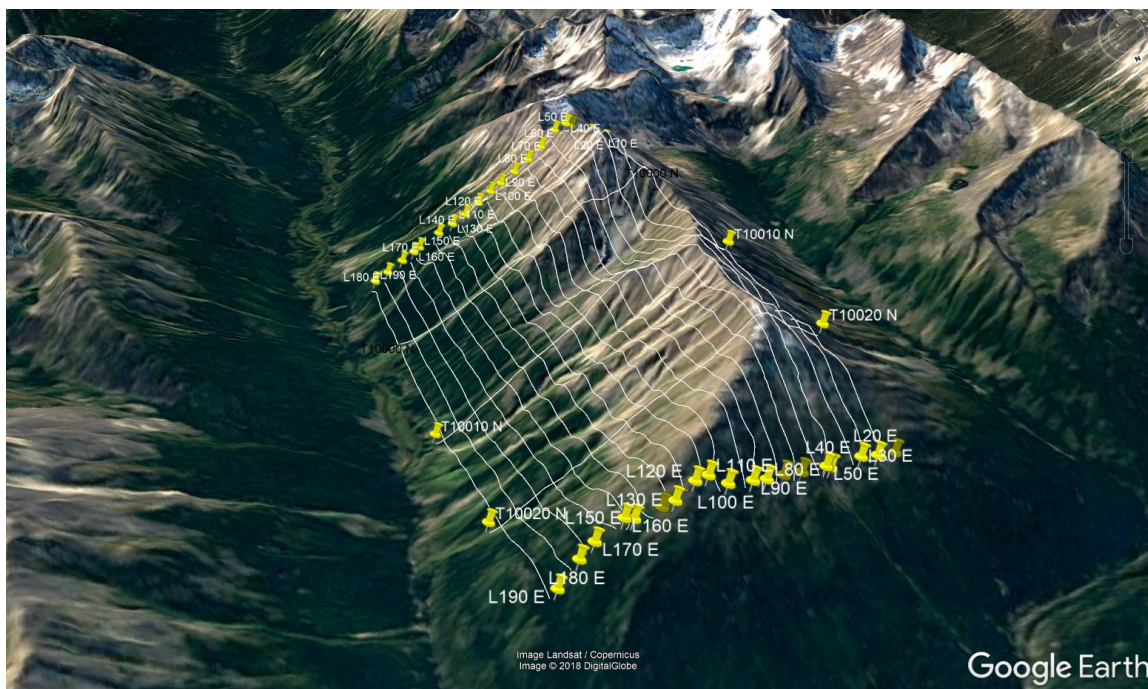 L50 E
L40 E
L60 E
L20 E
L10 E
L70 E
L80 E
T10000 N
L90 E
L100 E
L120 E
L110 E
L140 E
L130 E
T10010 N
L150 E
L170 E
L160 E
L180 E
L190 E
T10020 N
T10000 N
T10010 N
L20 E
L40 E
L30 E
L120 E
L110 E
L80 E
L50 E
L90 E
L100 E
L130 E
T10020 N
L150 E
L160 E
L170 E
L180 E
L190 E
Image Landsat / Copernicus
Image © 2018 DigitalGlobe
Google Earth
N